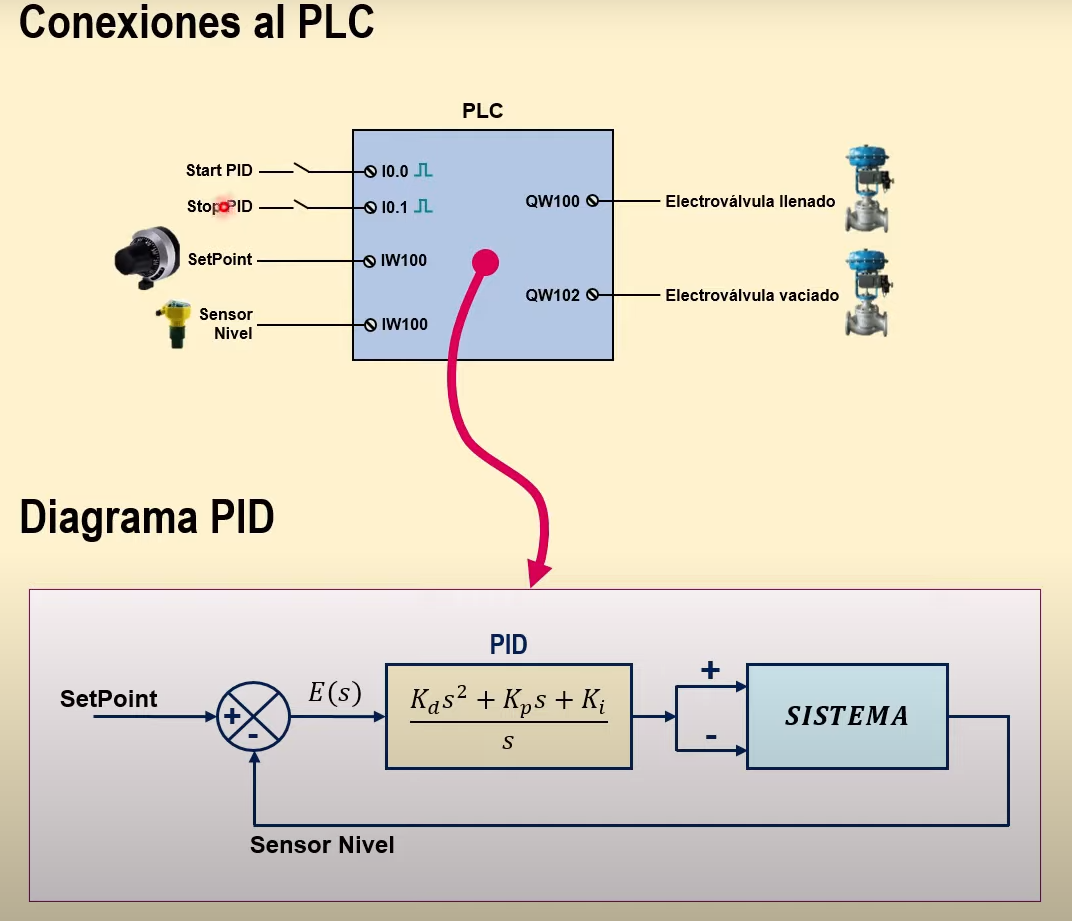 Conexiones al PLC
PLC
Start PID
I0.0
Stop PID
I0.1
QW100
Electroválvula llenado
SetPoint
IW100
QW102
Electroválvula vaciado
Sensor
Nivel
IW100
Diagrama PID
PID
SetPoint
+
-
E(s)
K_d s² + K_p s + K_i
s
+
-
SISTEMA
Sensor Nivel